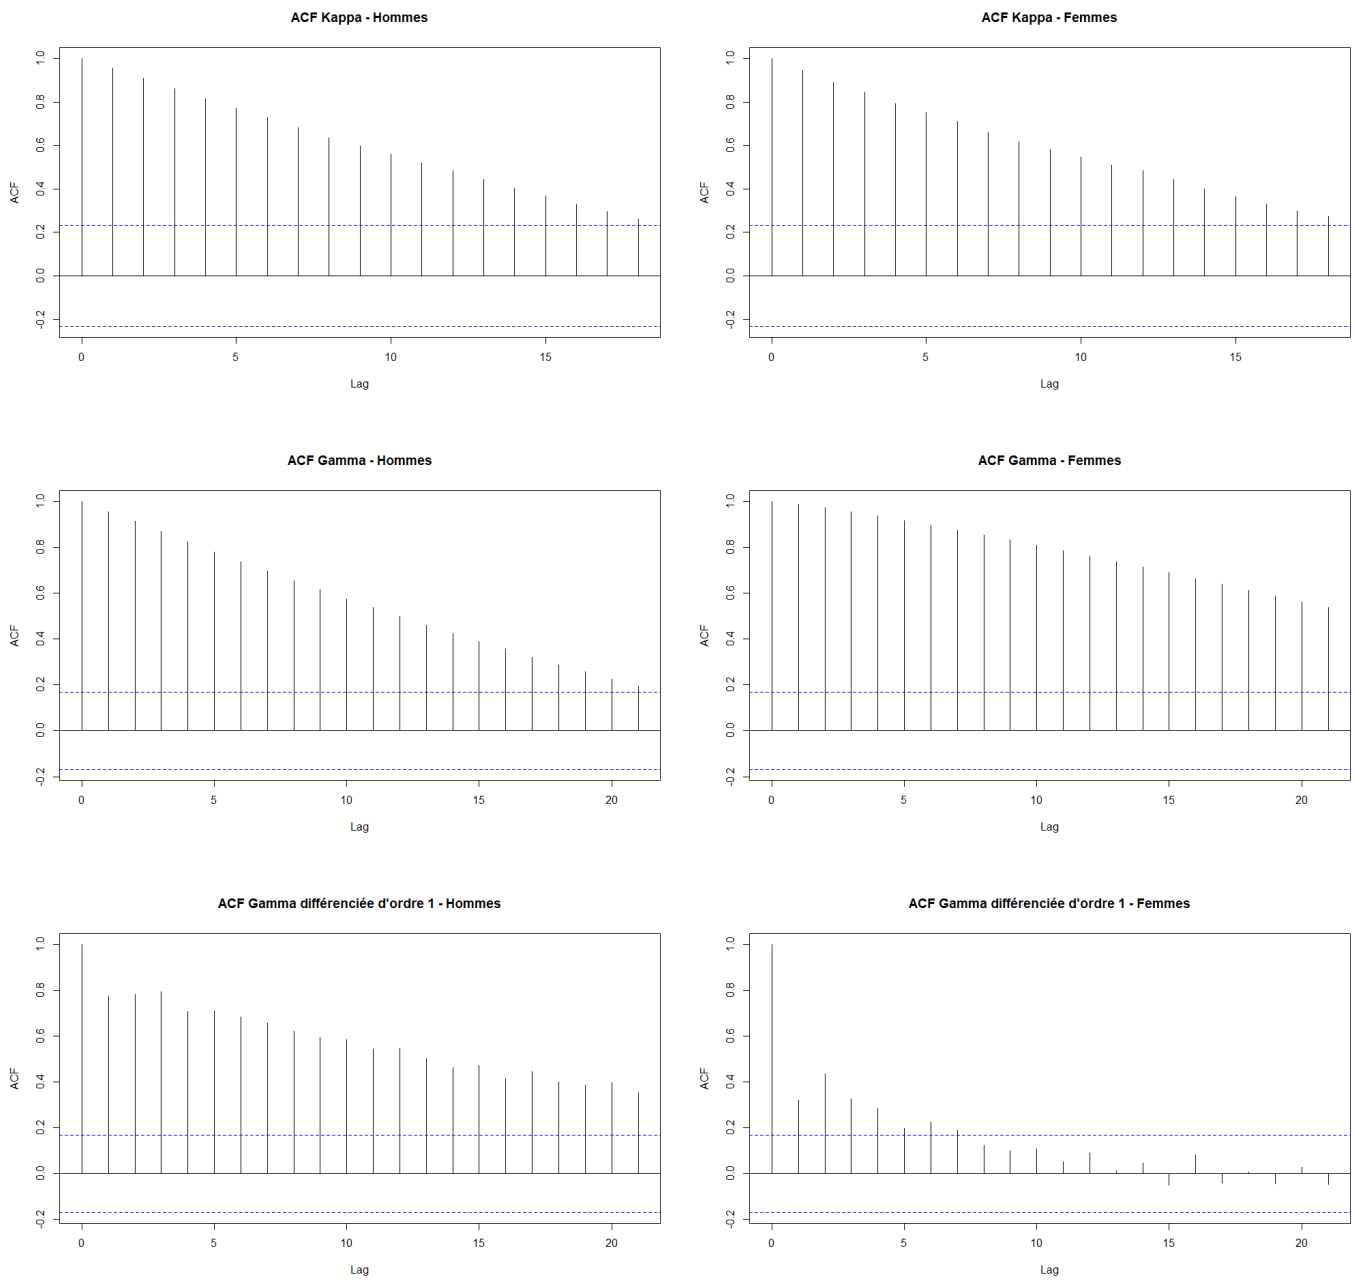 ACF Kappa - Hommes
ACF
1.0
0.8
0.6
0.4
0.2
0.0
-0.2
0 5 10 15
Lag
ACF Kappa - Femmes
ACF
1.0
0.8
0.6
0.4
0.2
0.0
-0.2
0 5 10 15
Lag
ACF Gamma - Hommes
ACF
1.0
0.8
0.6
0.4
0.2
0.0
-0.2
0 5 10 15 20
Lag
ACF Gamma - Femmes
ACF
1.0
0.8
0.6
0.4
0.2
0.0
-0.2
0 5 10 15 20
Lag
ACF Gamma différenciée d'ordre 1 - Hommes
ACF
1.0
0.8
0.6
0.4
0.2
0.0
-0.2
0 5 10 15 20
Lag
ACF Gamma différenciée d'ordre 1 - Femmes
ACF
1.0
0.8
0.6
0.4
0.2
0.0
-0.2
0 5 10 15 20
Lag